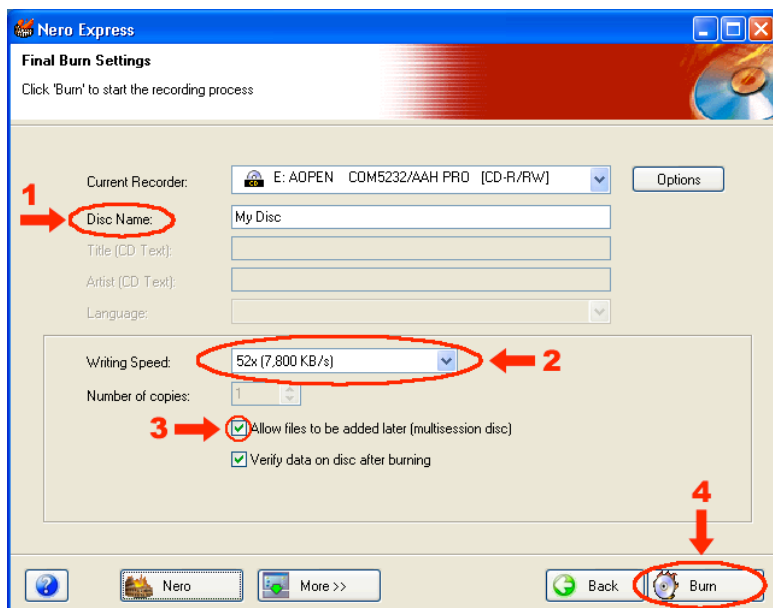 Nero Express
Final Burn Settings
Click 'Burn' to start the recording process
Current Recorder: E: AOPEN COM5232/AAH PRO [CD-R/RW] Options
1
Disc Name: My Disc
Title (CD Text):
Artist (CD Text):
Language:
Writing Speed: 52x (7,800 KB/s) 2
Number of copies: 1
3 Allow files to be added later (multisession disc)
Verify data on disc after burning
4
? Nero More >> Back Burn